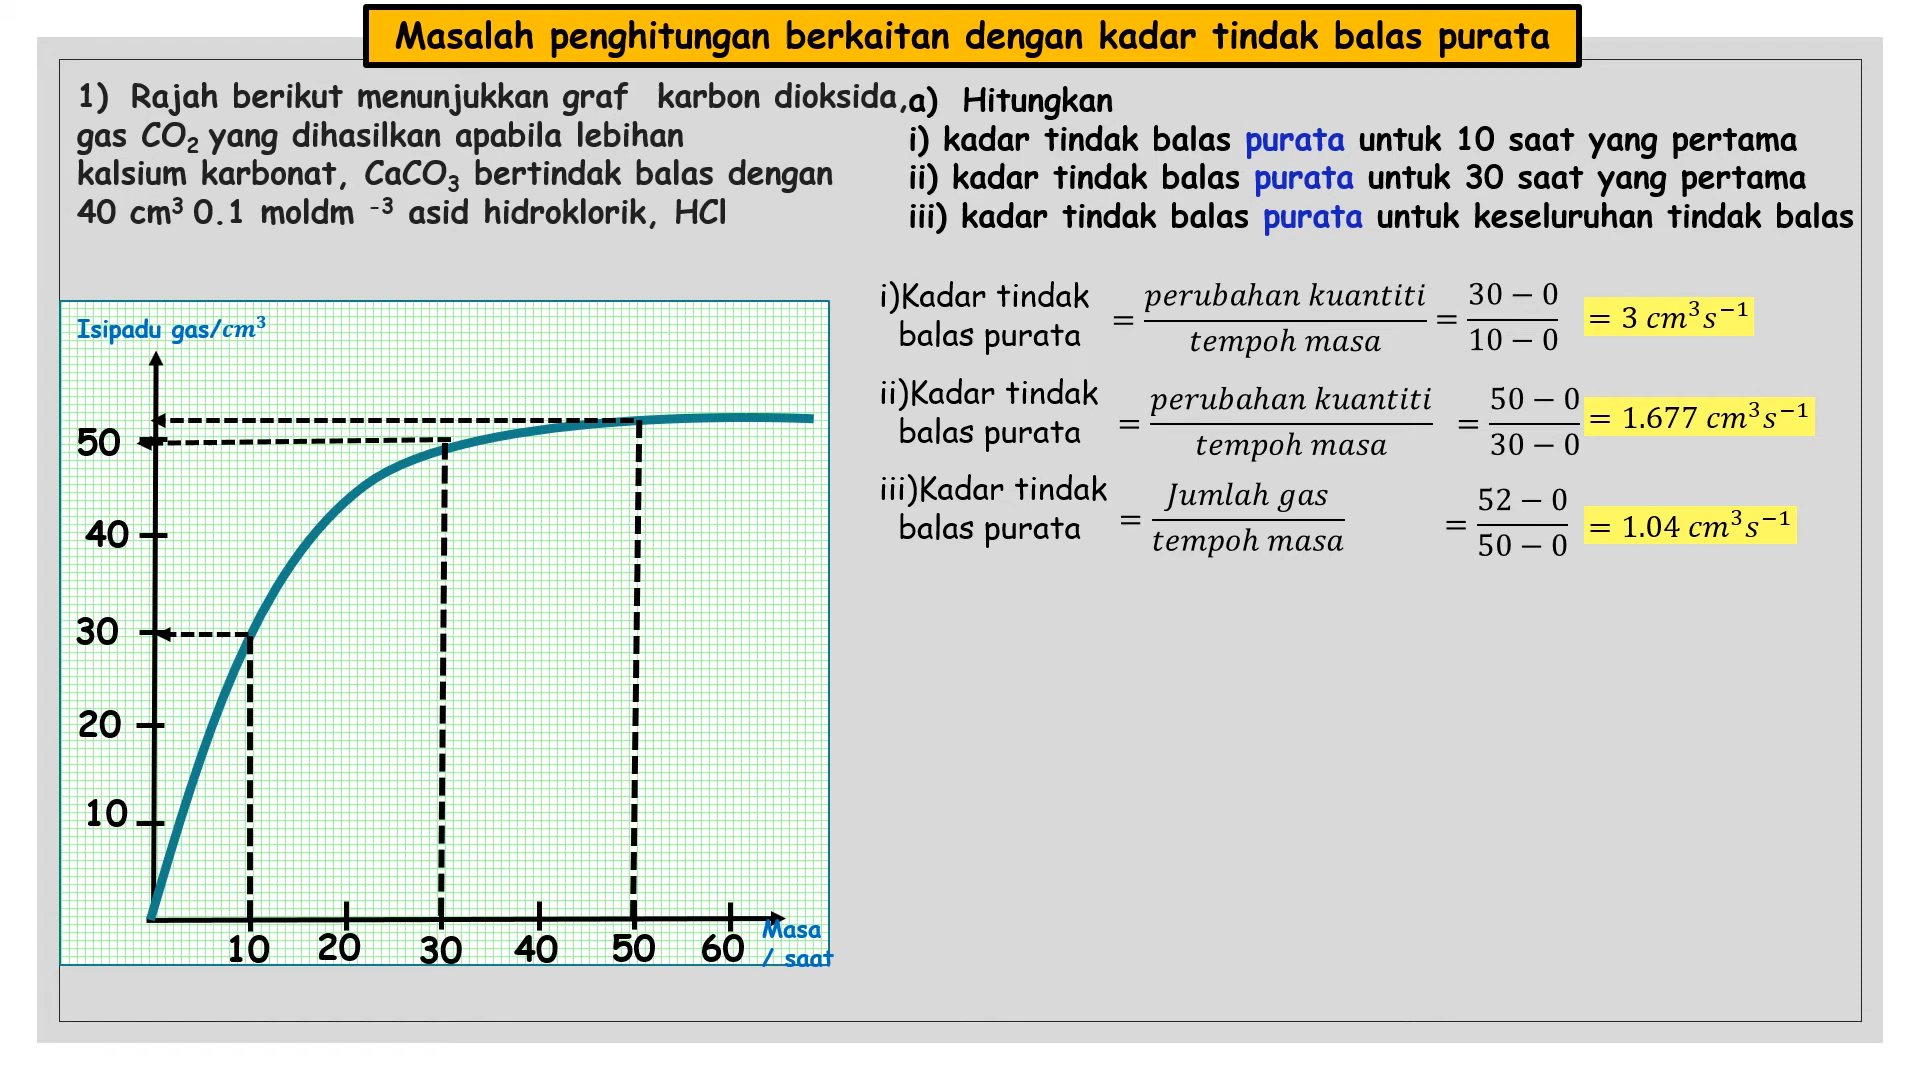 Masalah penghitungan berkaitan dengan kadar tindak balas purata
1) Rajah berikut menunjukkan graf karbon dioksida,
gas CO₂ yang dihasilkan apabila lebihan
kalsium karbonat, CaCO₃ bertindak balas dengan
40 cm³ 0.1 moldm ⁻³ asid hidroklorik, HCl
a) Hitungkan
i) kadar tindak balas purata untuk 10 saat yang pertama
ii) kadar tindak balas purata untuk 30 saat yang pertama
iii) kadar tindak balas purata untuk keseluruhan tindak balas
Isipadu gas/cm³
50
40
30
20
10
10 20 30 40 50 60
Masa
/ saat
i)Kadar tindak
balas purata
= perubahan kuantiti / tempoh masa = 30 − 0 / 10 − 0 = 3 cm³s⁻¹
ii)Kadar tindak
balas purata
= perubahan kuantiti / tempoh masa = 50 − 0 / 30 − 0 = 1.677 cm³s⁻¹
iii)Kadar tindak
balas purata
= Jumlah gas / tempoh masa = 52 − 0 / 50 − 0 = 1.04 cm³s⁻¹